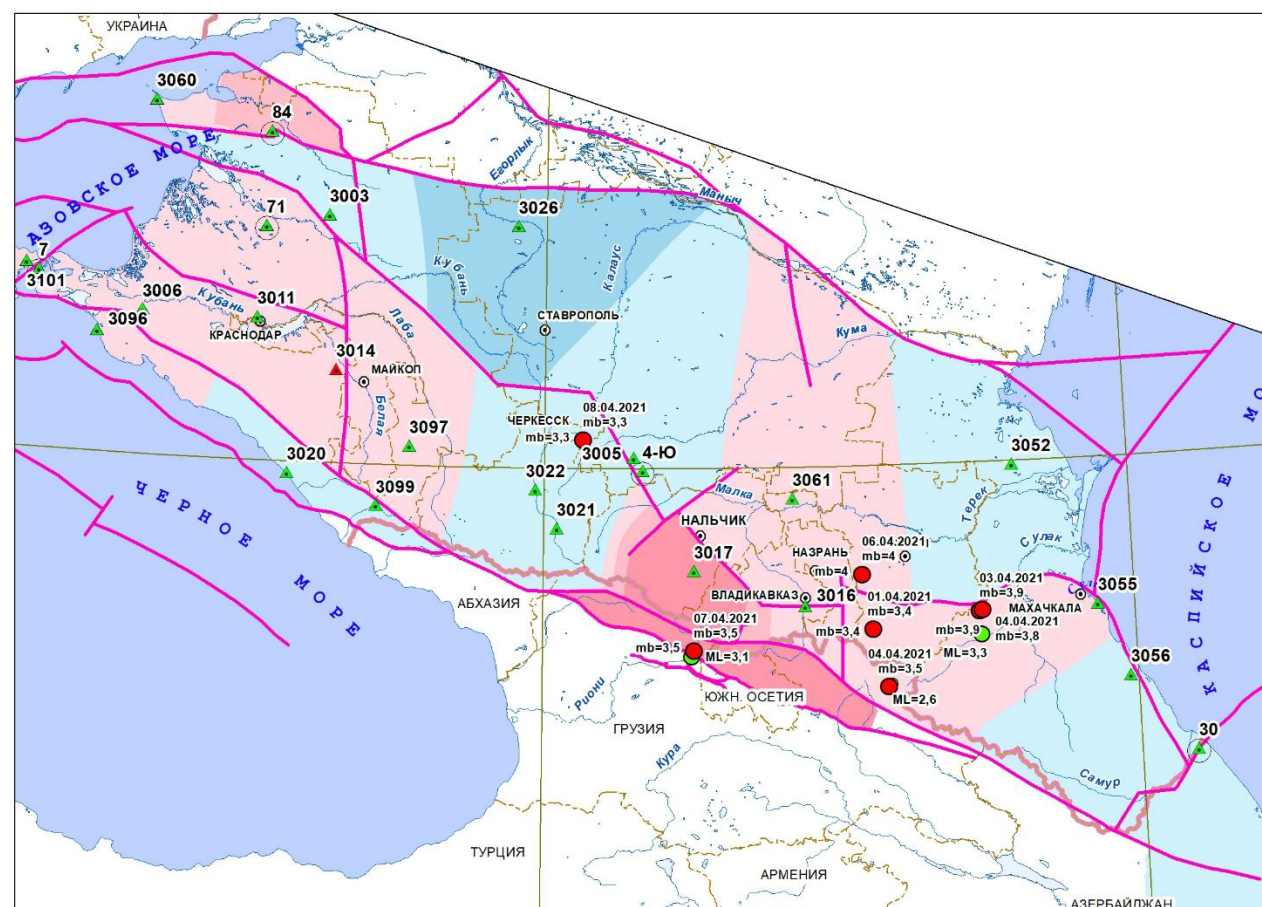 УКРАИНА
3060
84
АЗОВСКОЕ МОРЕ
Егорлык
Маныч
3003
71
3026
7
3101
3006
Кубань
3011
3096
КРАСНОДАР
Кубань
Калаус
Лаба
СТАВРОПОЛЬ
Кума
3014
МАЙКОП
Белая
08.04.2021
ЧЕРКЕССК
mb=3,3
mb=3,3
3097
3005
4-Ю
3020
3022
Малка
3061
3052
Терек
3099
3021
НАЛЬЧИК
06.04.2021
mb=4
НАЗРАНЬ
mb=4
Сулак
3017
03.04.2021
mb=3,9
ВЛАДИКАВКАЗ
3016
01.04.2021
mb=3,4
mb=3,4
МАХАЧКАЛА
3055
04.04.2021
mb=3,8
mb=3,9
ML=3,3
ЧЕРНОЕ МОРЕ
АБХАЗИЯ
07.04.2021
mb=3,5
mb=3,5
ML=3,1
04.04.2021
mb=3,5
ML=2,6
3056
КАСПИЙСКОЕ МО
Риони
ЮЖН. ОСЕТИЯ
ГРУЗИЯ
30
Кура
Самур
ТУРЦИЯ
АРМЕНИЯ
АЗЕРБАЙДЖАН